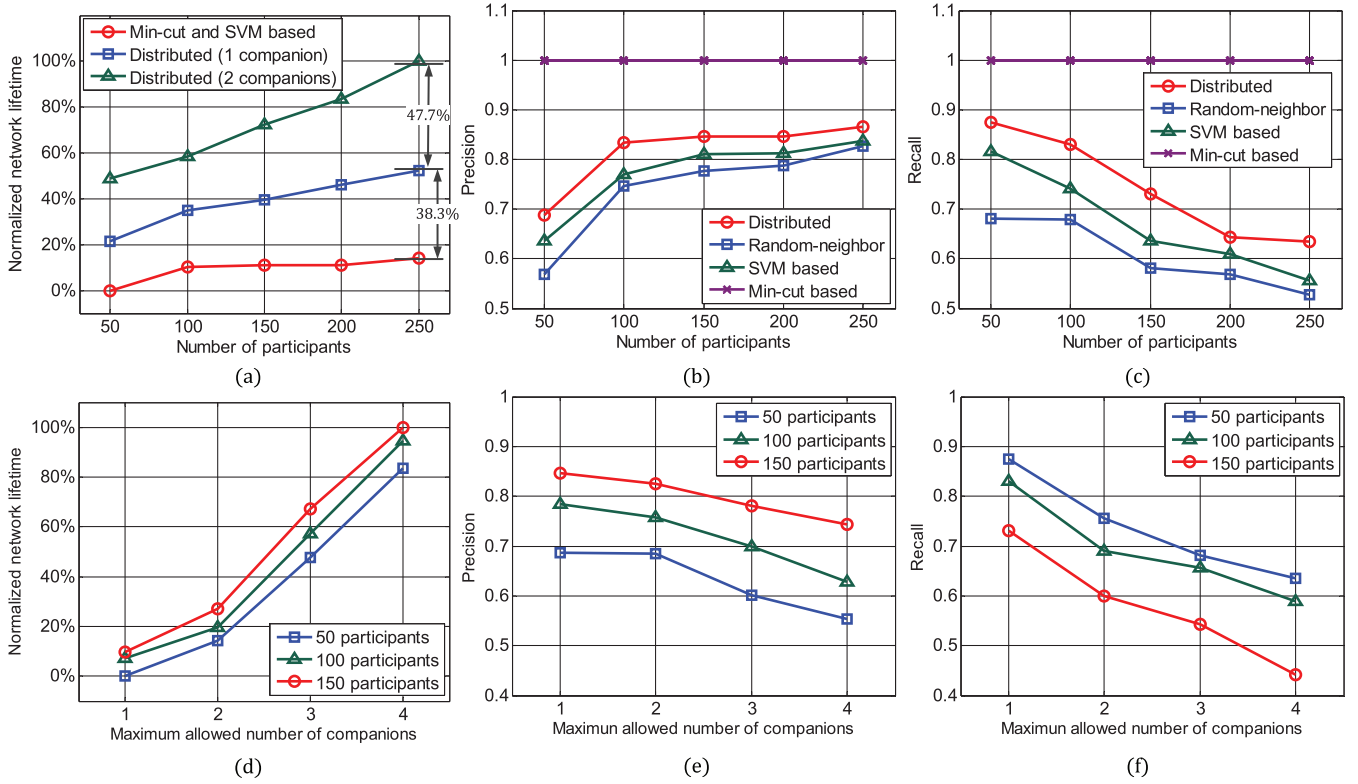 Min-cut and SVM based
Distributed (1 companion)
Distributed (2 companions)
100%
80%
60%
40%
20%
0%
47.7%
38.3%
Normalized network lifetime
50 100 150 200 250
Number of participants
(a)
1.1
1
0.9
0.8
0.7
0.6
0.5
Precision
Distributed
Random-neighbor
SVM based
Min-cut based
50 100 150 200 250
Number of participants
(b)
1.1
1
0.9
0.8
0.7
0.6
0.5
Recall
Distributed
Random-neighbor
SVM based
Min-cut based
50 100 150 200 250
Number of participants
(c)
100%
80%
60%
40%
20%
0%
Normalized network lifetime
50 participants
100 participants
150 participants
1 2 3 4
Maximun allowed number of companions
(d)
1
0.9
0.8
0.7
0.6
0.5
0.4
Precision
50 participants
100 participants
150 participants
1 2 3 4
Maximun allowed number of companions
(e)
1
0.9
0.8
0.7
0.6
0.5
0.4
Recall
50 participants
100 participants
150 participants
1 2 3 4
Maximun allowed number of companions
(f)